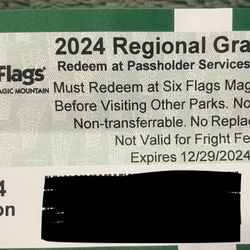 2024 Regional Gra
Redeem at Passholder Services
Flags®
MAGIC MOUNTAIN
Must Redeem at Six Flags Mag
Before Visiting Other Parks. No
Non-transferrable. No Replac
Not Valid for Fright Fe
Expires 12/29/2024
4
on